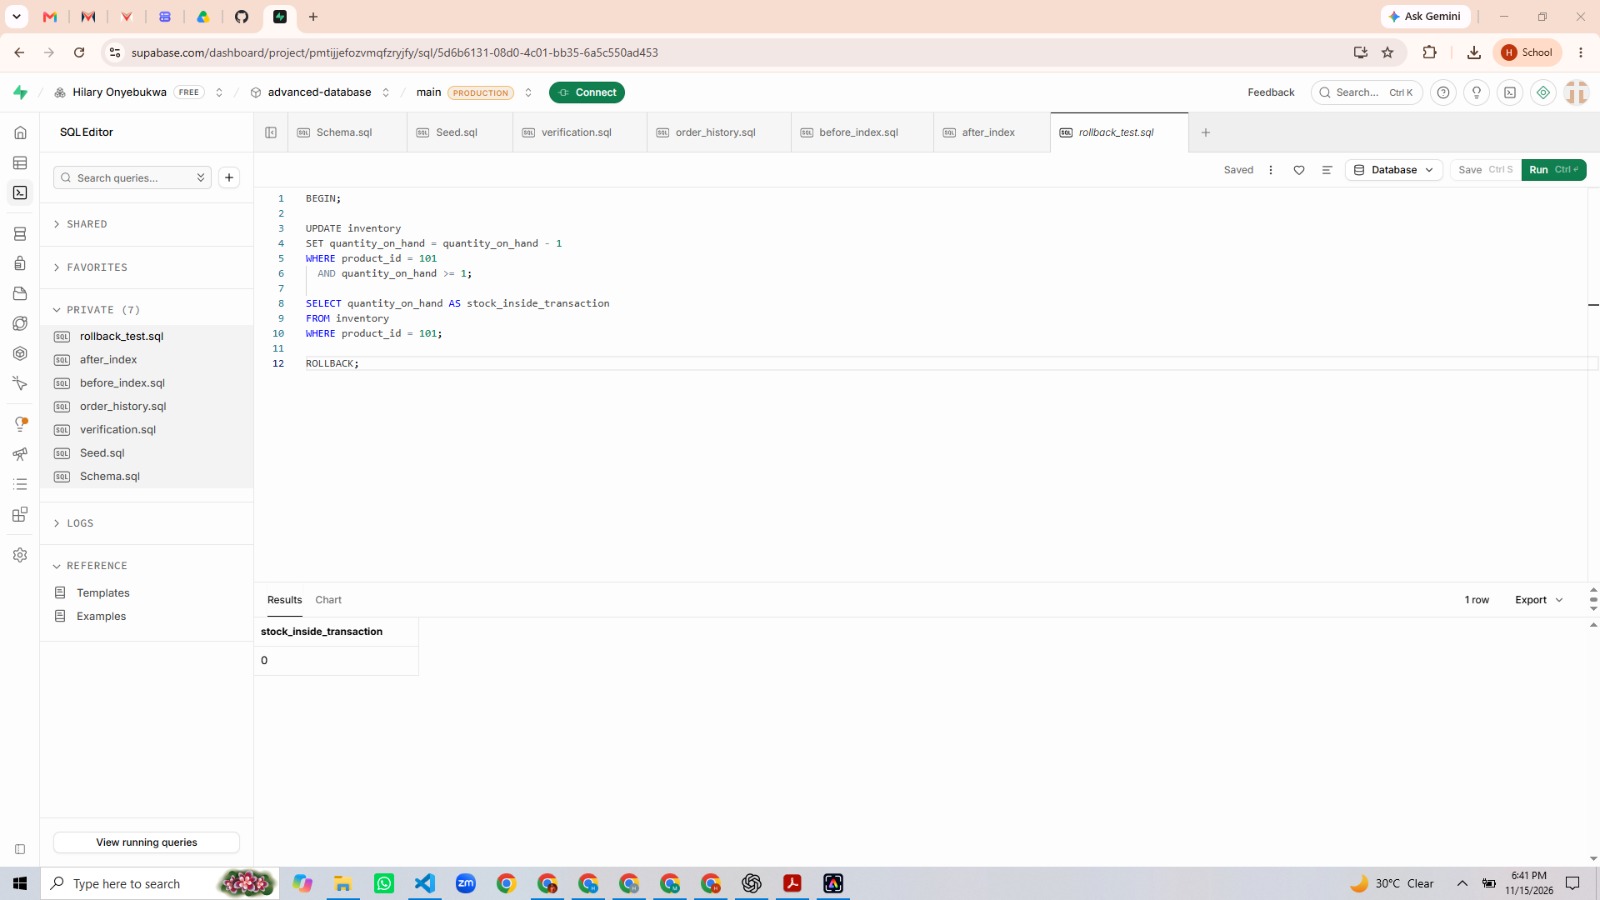 Ask Gemini
supabase.com/dashboard/project/pmtijjefozvmqfzryjfy/sql/5d6b6131-08d0-4c01-bb35-6a5c550ad453
H School
Hilary Onyebukwa FREE / advanced-database / main PRODUCTION Connect
Feedback Search... Ctrl K
SQL Editor
Schema.sql Seed.sql verification.sql order_history.sql before_index.sql after_index rollback_test.sql
Search queries...
Saved Database Save Ctrl S Run Ctrl ↵
SHARED
FAVORITES
PRIVATE (7)
rollback_test.sql
after_index
before_index.sql
order_history.sql
verification.sql
Seed.sql
Schema.sql
LOGS
REFERENCE
Templates
Examples
View running queries
1 BEGIN;
2
3 UPDATE inventory
4 SET quantity_on_hand = quantity_on_hand - 1
5 WHERE product_id = 101
6 AND quantity_on_hand >= 1;
7
8 SELECT quantity_on_hand AS stock_inside_transaction
9 FROM inventory
10 WHERE product_id = 101;
11
12 ROLLBACK;
Results Chart
1 row Export
stock_inside_transaction
0
Type here to search
30°C Clear
6:41 PM
11/15/2026